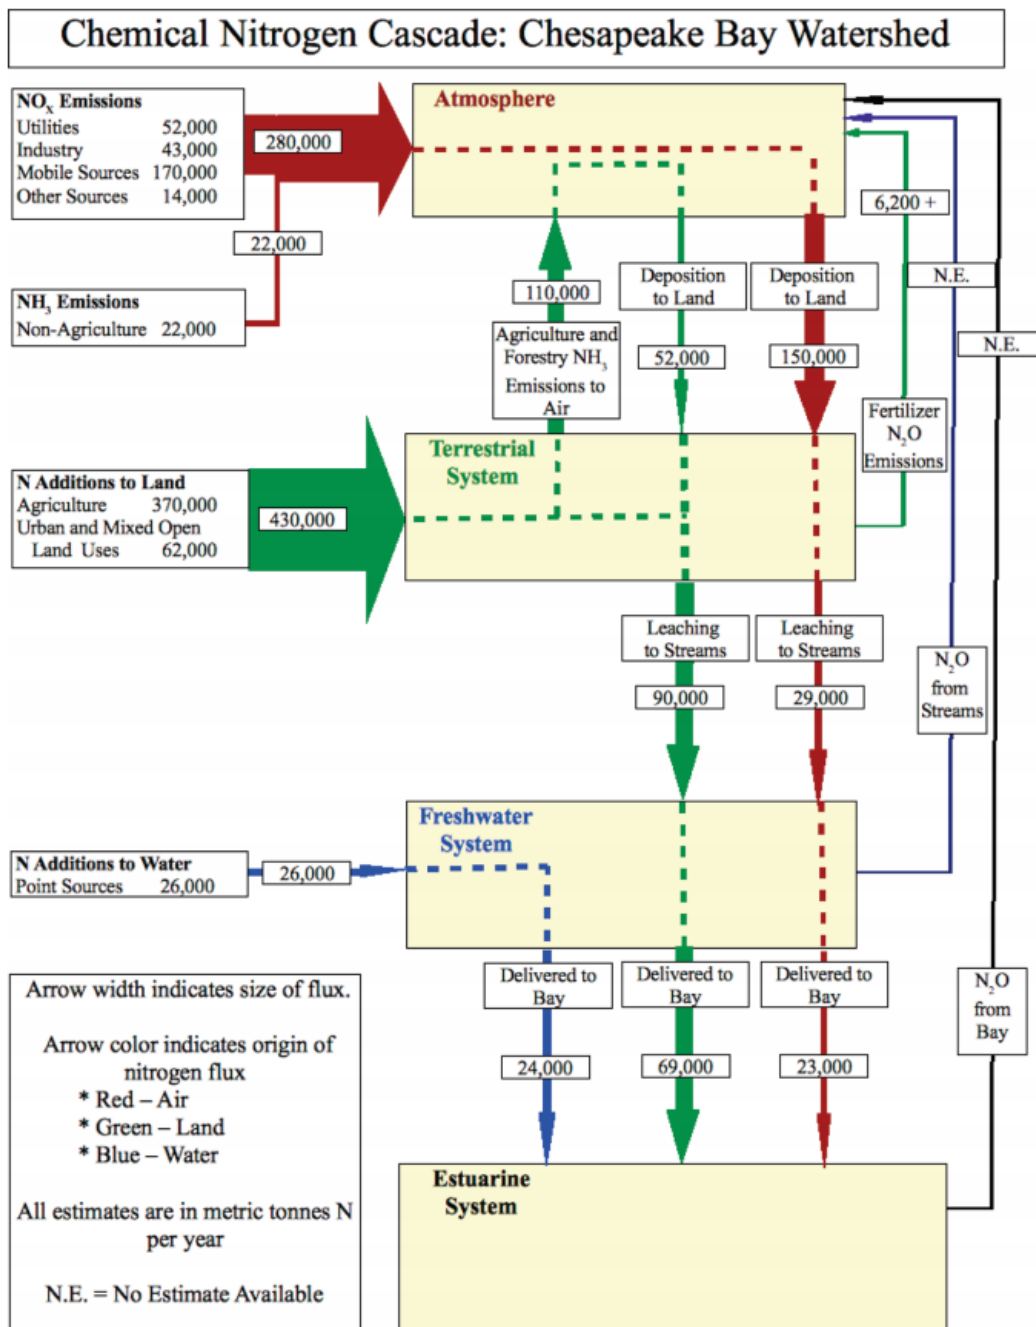 Chemical Nitrogen Cascade: Chesapeake Bay Watershed
NOX Emissions
Utilities 52,000
Industry 43,000
Mobile Sources 170,000
Other Sources 14,000
280,000
22,000
NH3 Emissions
Non-Agriculture 22,000
Atmosphere
6,200 +
N.E.
N.E.
110,000
Agriculture and
Forestry NH3
Emissions to
Air
Deposition
to Land
52,000
Deposition
to Land
150,000
Fertilizer
N2O
Emissions
N Additions to Land
Agriculture 370,000
Urban and Mixed Open
Land Uses 62,000
430,000
Terrestrial
System
Leaching
to Streams
90,000
Leaching
to Streams
29,000
N2O
from
Streams
N Additions to Water
Point Sources 26,000
26,000
Freshwater
System
Delivered to
Bay
24,000
Delivered to
Bay
69,000
Delivered to
Bay
23,000
N2O
from
Bay
Estuarine
System
Arrow width indicates size of flux.
Arrow color indicates origin of
nitrogen flux
* Red – Air
* Green – Land
* Blue – Water
All estimates are in metric tonnes N
per year
N.E. = No Estimate Available